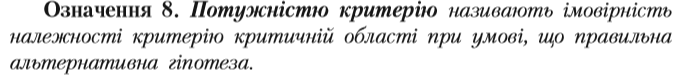 Означення 8. Потужністю критерію називають імовірність
належності критерію критичній області при умові, що правильна
альтернативна гіпотеза.